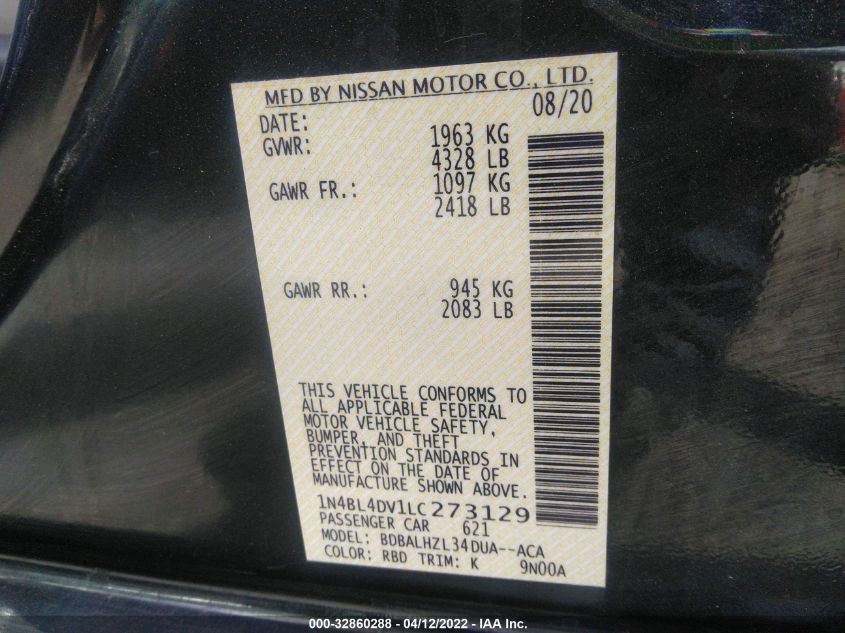 MFD BY NISSAN MOTOR CO., LTD.
DATE: 08/20
GVWR: 1963 KG
4328 LB
GAWR FR.: 1097 KG
2418 LB
GAWR RR.: 945 KG
2083 LB
THIS VEHICLE CONFORMS TO
ALL APPLICABLE FEDERAL
MOTOR VEHICLE SAFETY,
BUMPER, AND THEFT
PREVENTION STANDARDS IN
EFFECT ON THE DATE OF
MANUFACTURE SHOWN ABOVE.
1N4BL4DV1LC273129
PASSENGER CAR 621
MODEL: BDBALHZL34DUA--ACA
COLOR: RBD TRIM: K 9N00A
000-32860288 - 04/12/2022 - IAA Inc.